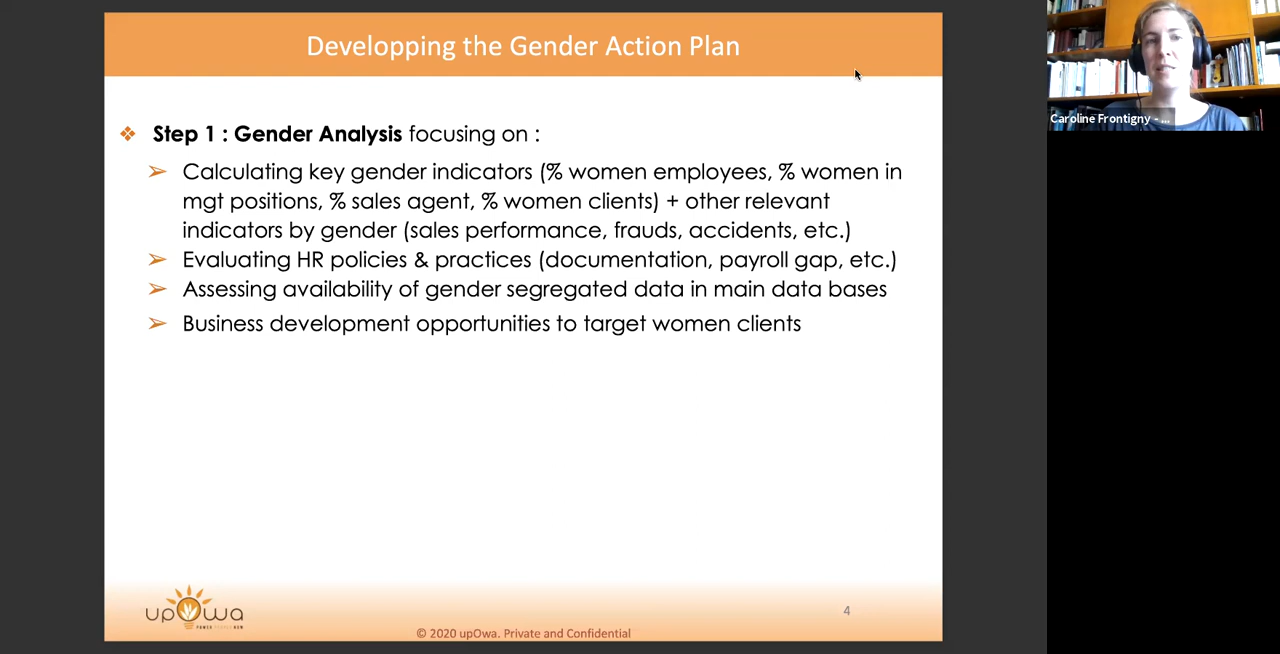 Developping the Gender Action Plan
Caroline Frontigny - ...
❖ Step 1 : Gender Analysis focusing on :
➢ Calculating key gender indicators (% women employees, % women in
mgt positions, % sales agent, % women clients) + other relevant
indicators by gender (sales performance, frauds, accidents, etc.)
➢ Evaluating HR policies & practices (documentation, payroll gap, etc.)
➢ Assessing availability of gender segregated data in main data bases
➢ Business development opportunities to target women clients
upOwa
4
© 2020 upOwa. Private and Confidential